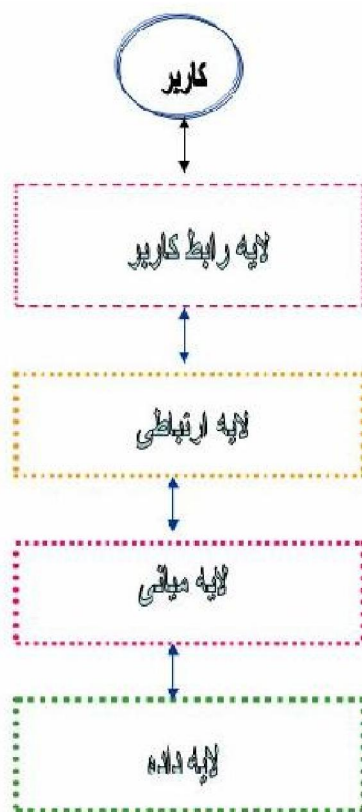 کاربر
لایه رابط کاربر
لایه ارتباطی
لایه میانی
لایه داده